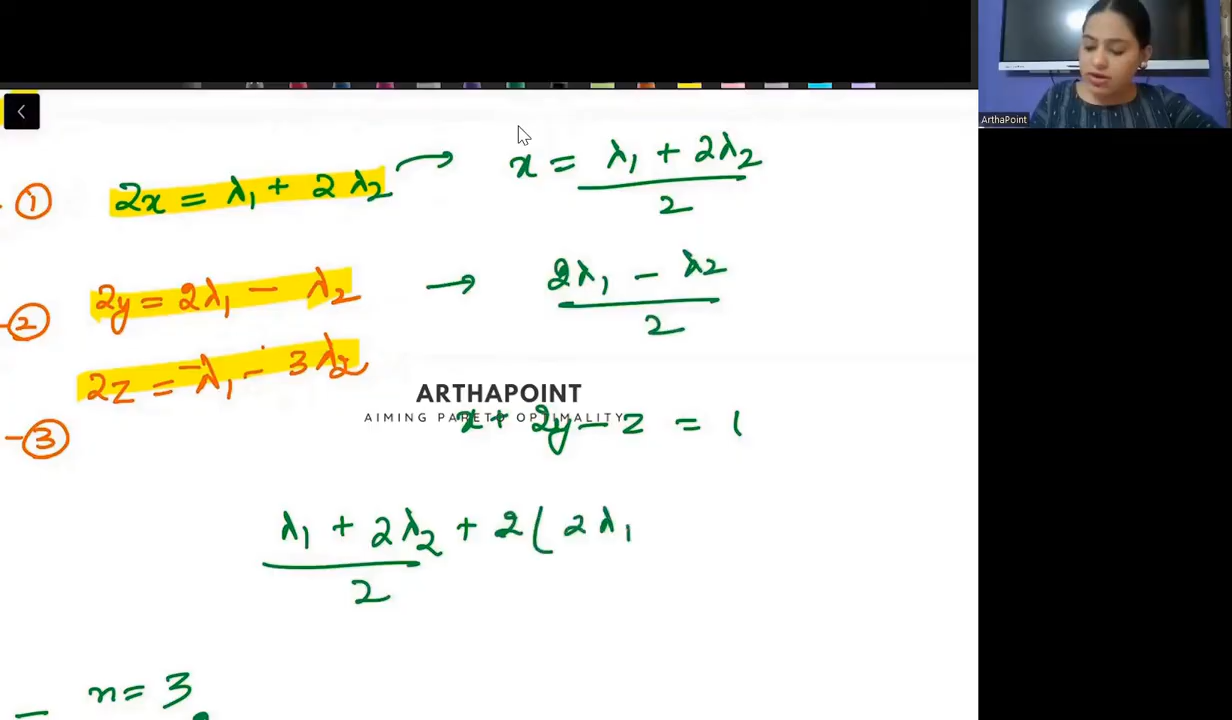 ArthaPoint
① 2x = λ₁ + 2λ₂ → x = (λ₁ + 2λ₂)/2
② 2y = 2λ₁ - λ₂ → (2λ₁ - λ₂)/2
③ 2z = -λ₁ - 3λ₂
ARTHAPOINT
AIMING PARETO OPTIMALITY
x + 2y - z = 1
(λ₁ + 2λ₂)/2 + 2(2λ₁
n = 3